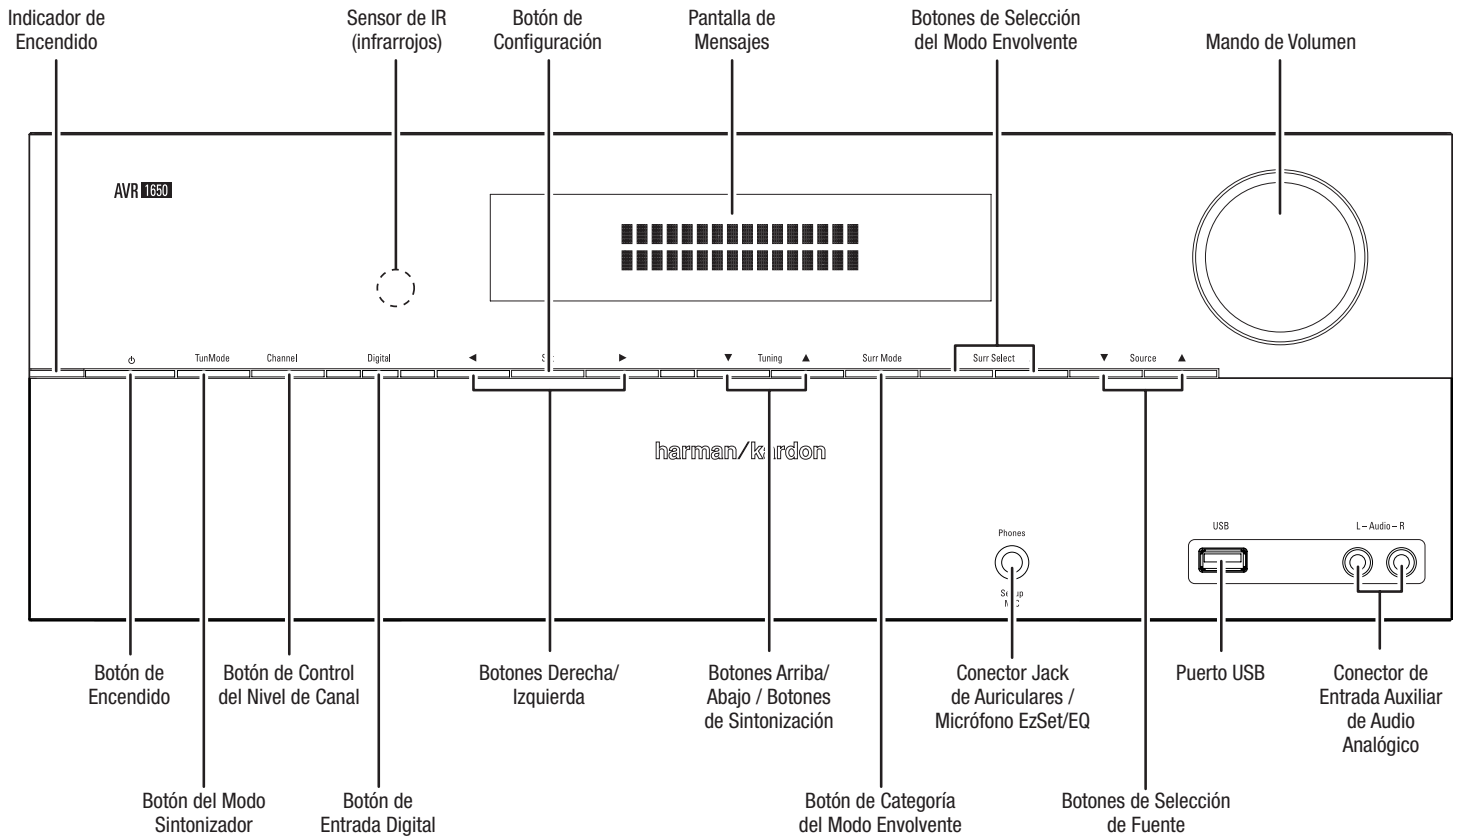 Indicador de
Encendido
Sensor de IR
(infrarrojos)
Botón de
Configuración
Pantalla de
Mensajes
Botones de Selección
del Modo Envolvente
Mando de Volumen
AVR 1650
TunMode
Channel
Digital
Tuning
Surr Mode
Surr Select
Source
harman/kardon
Phones
USB
L – Audio – R
Botón de
Encendido
Botón de Control
del Nivel de Canal
Botones Derecha/
Izquierda
Botones Arriba/
Abajo / Botones
de Sintonización
Conector Jack
de Auriculares /
Micrófono EzSet/EQ
Puerto USB
Conector de
Entrada Auxiliar
de Audio
Analógico
Botón del Modo
Sintonizador
Botón de
Entrada Digital
Botón de Categoría
del Modo Envolvente
Botones de Selección
de Fuente